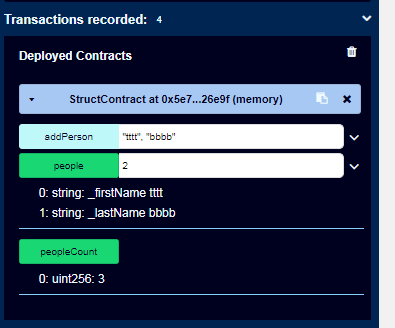 Transactions recorded: 4
Deployed Contracts
StructContract at 0x5e7...26e9f (memory)
addPerson "tttt", "bbbb"
people 2
0: string: _firstName tttt
1: string: _lastName bbbb
peopleCount
0: uint256: 3